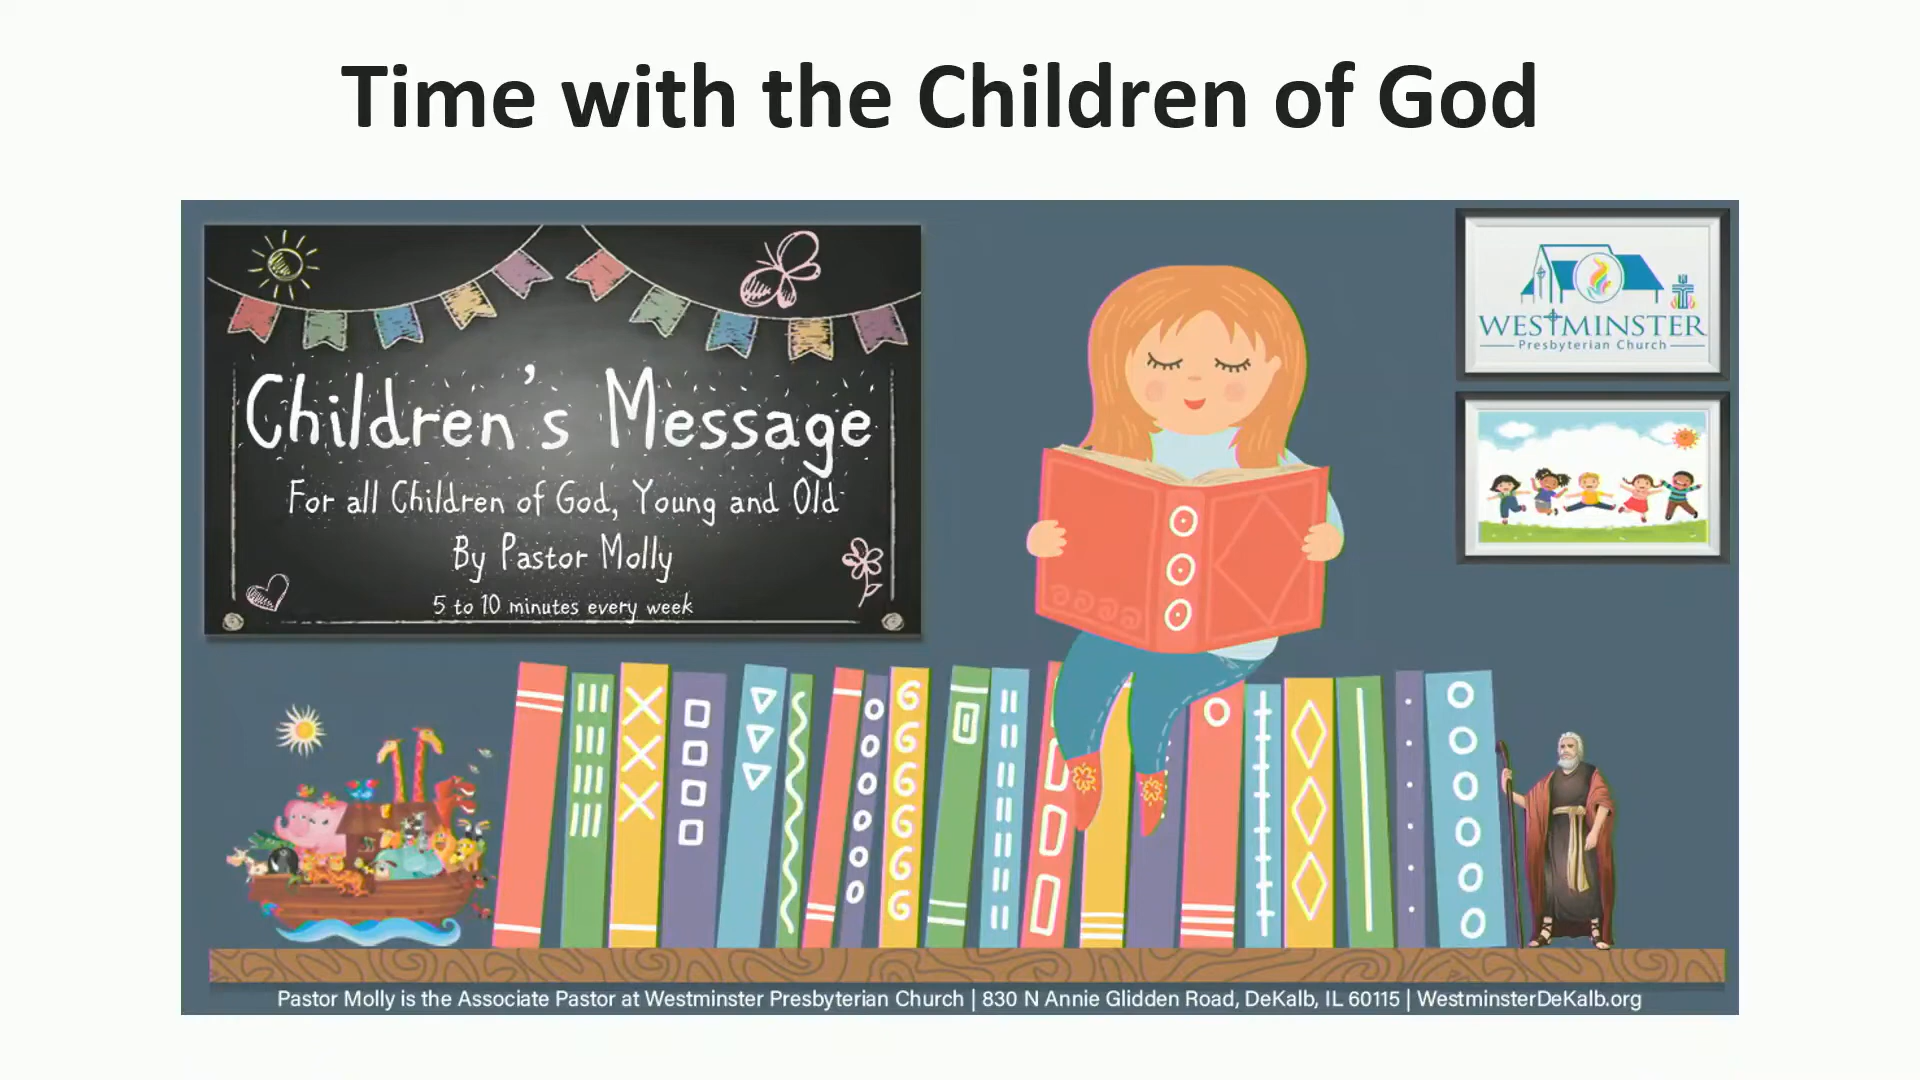 Time with the Children of God
Children's Message
For all Children of God, Young and Old
By Pastor Molly
5 to 10 minutes every week
WESTMINSTER
Presbyterian Church
Pastor Molly is the Associate Pastor at Westminster Presbyterian Church | 830 N Annie Glidden Road, DeKalb, IL 60115 | WestminsterDeKalb.org